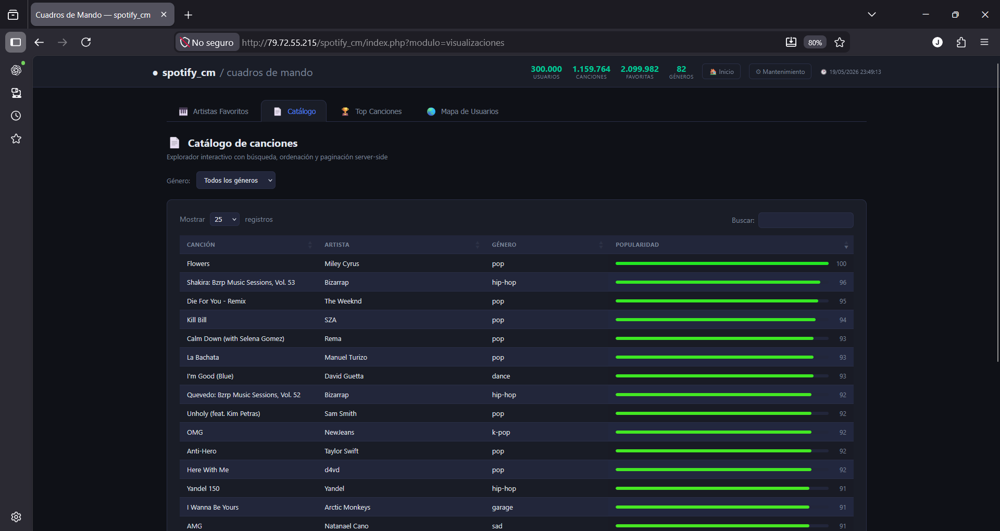 Cuadros de Mando — spotify_cm
No seguro http://79.72.55.215/spotify_cm/index.php?modulo=visualizaciones 80% J
● spotify_cm / cuadros de mando
300.000 1.159.764 2.099.982 82
USUARIOS CANCIONES FAVORITAS GÉNEROS
Inicio Mantenimiento 19/05/2026 23:49:13
Artistas Favoritos Catálogo Top Canciones Mapa de Usuarios
Catálogo de canciones
Explorador interactivo con búsqueda, ordenación y paginación server-side
Género: Todos los géneros
Mostrar 25 registros Buscar:
CANCIÓN ARTISTA GÉNERO POPULARIDAD
Flowers Miley Cyrus pop 100
Shakira: Bzrp Music Sessions, Vol. 53 Bizarrap hip-hop 96
Die For You - Remix The Weeknd pop 95
Kill Bill SZA pop 94
Calm Down (with Selena Gomez) Rema pop 93
La Bachata Manuel Turizo pop 93
I'm Good (Blue) David Guetta dance 93
Quevedo: Bzrp Music Sessions, Vol. 52 Bizarrap hip-hop 92
Unholy (feat. Kim Petras) Sam Smith pop 92
OMG NewJeans k-pop 92
Anti-Hero Taylor Swift pop 92
Here With Me d4vd pop 92
Yandel 150 Yandel hip-hop 91
I Wanna Be Yours Arctic Monkeys garage 91
AMG Natanael Cano sad 91